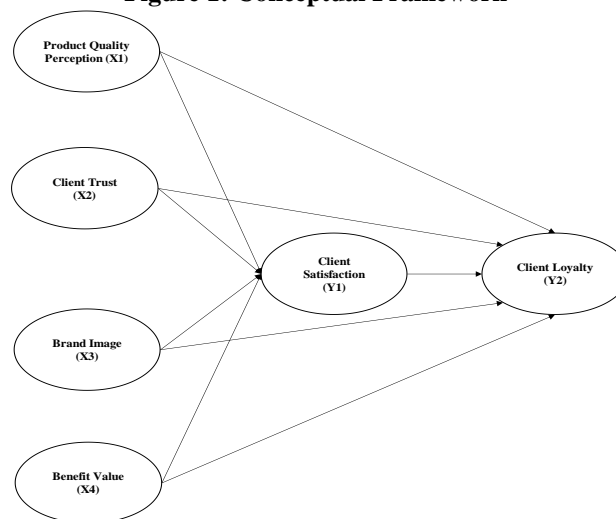 Figure 1. Conceptual Framework
Product Quality
Perception (X1)
Client Trust
(X2)
Client
Satisfaction
(Y1)
Client Loyalty
(Y2)
Brand Image
(X3)
Benefit Value
(X4)